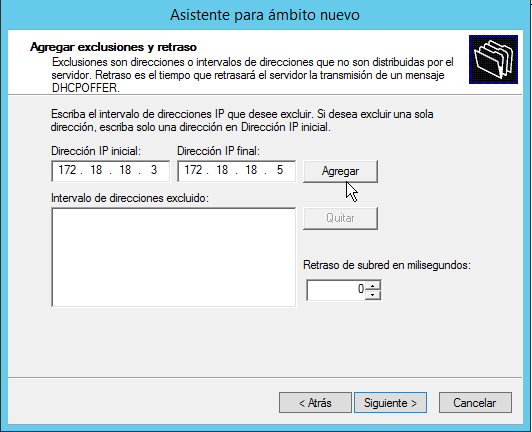 Asistente para ámbito nuevo
Agregar exclusiones y retraso
Exclusiones son direcciones o intervalos de direcciones que no son distribuidas por el
servidor. Retraso es el tiempo que retrasará el servidor la transmisión de un mensaje
DHCPOFFER.
Escriba el intervalo de direcciones IP que desee excluir. Si desea excluir una sola
dirección, escriba solo una dirección en Dirección IP inicial.
Dirección IP inicial: Dirección IP final:
172 . 18 . 18 . 3 172 . 18 . 18 . 5 Agregar
Intervalo de direcciones excluido:
Quitar
Retraso de subred en milisegundos:
0
< Atrás Siguiente > Cancelar